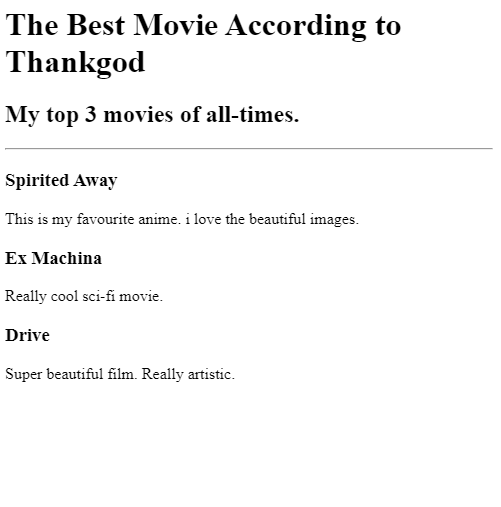 The Best Movie According to
Thankgod
My top 3 movies of all-times.
Spirited Away
This is my favourite anime. i love the beautiful images.
Ex Machina
Really cool sci-fi movie.
Drive
Super beautiful film. Really artistic.